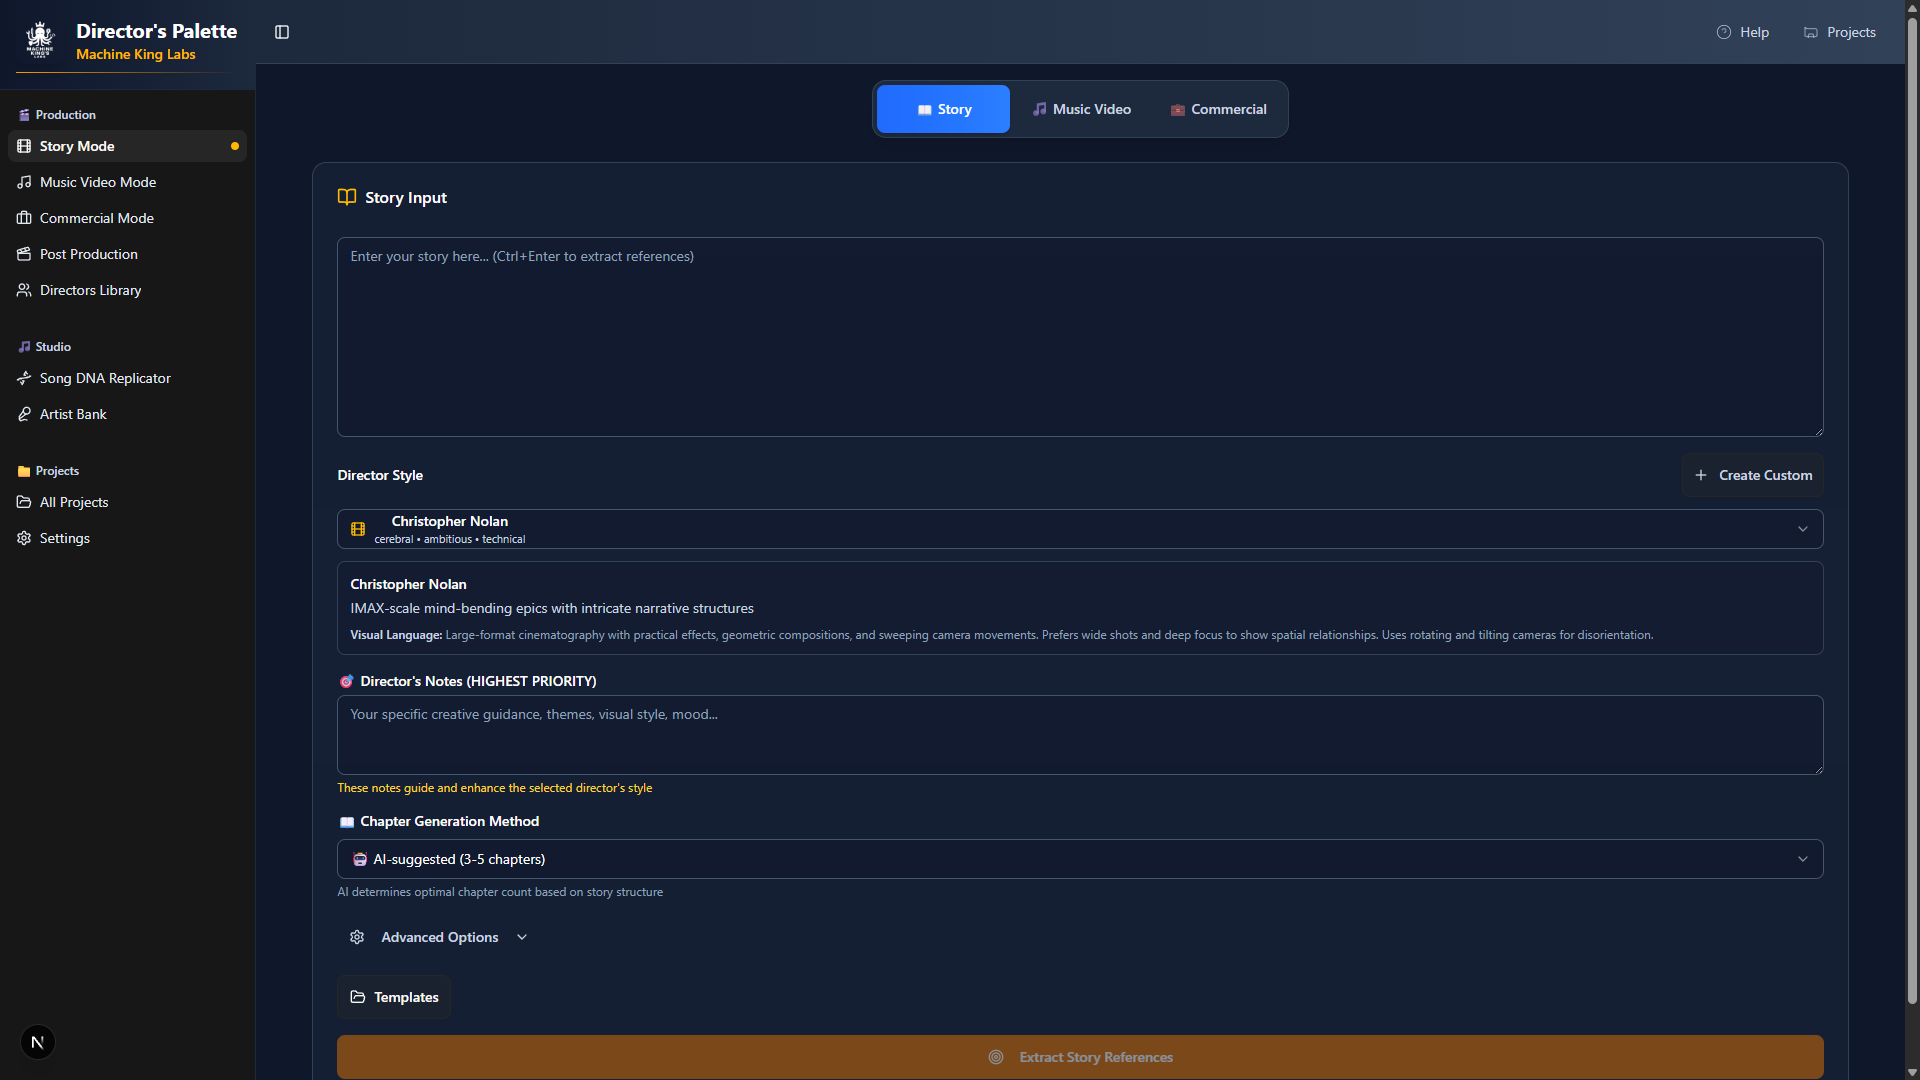 Director's Palette
Machine King Labs
MACHINE
KING'S
LABS
Help
Projects
Production
Story Mode
Music Video Mode
Commercial Mode
Post Production
Directors Library
Studio
Song DNA Replicator
Artist Bank
Projects
All Projects
Settings
N
Story
Music Video
Commercial
Story Input
Enter your story here... (Ctrl+Enter to extract references)
Director Style
Create Custom
Christopher Nolan
cerebral • ambitious • technical
Christopher Nolan
IMAX-scale mind-bending epics with intricate narrative structures
Visual Language: Large-format cinematography with practical effects, geometric compositions, and sweeping camera movements. Prefers wide shots and deep focus to show spatial relationships. Uses rotating and tilting cameras for disorientation.
Director's Notes (HIGHEST PRIORITY)
Your specific creative guidance, themes, visual style, mood...
These notes guide and enhance the selected director's style
Chapter Generation Method
AI-suggested (3-5 chapters)
AI determines optimal chapter count based on story structure
Advanced Options
Templates
Extract Story References